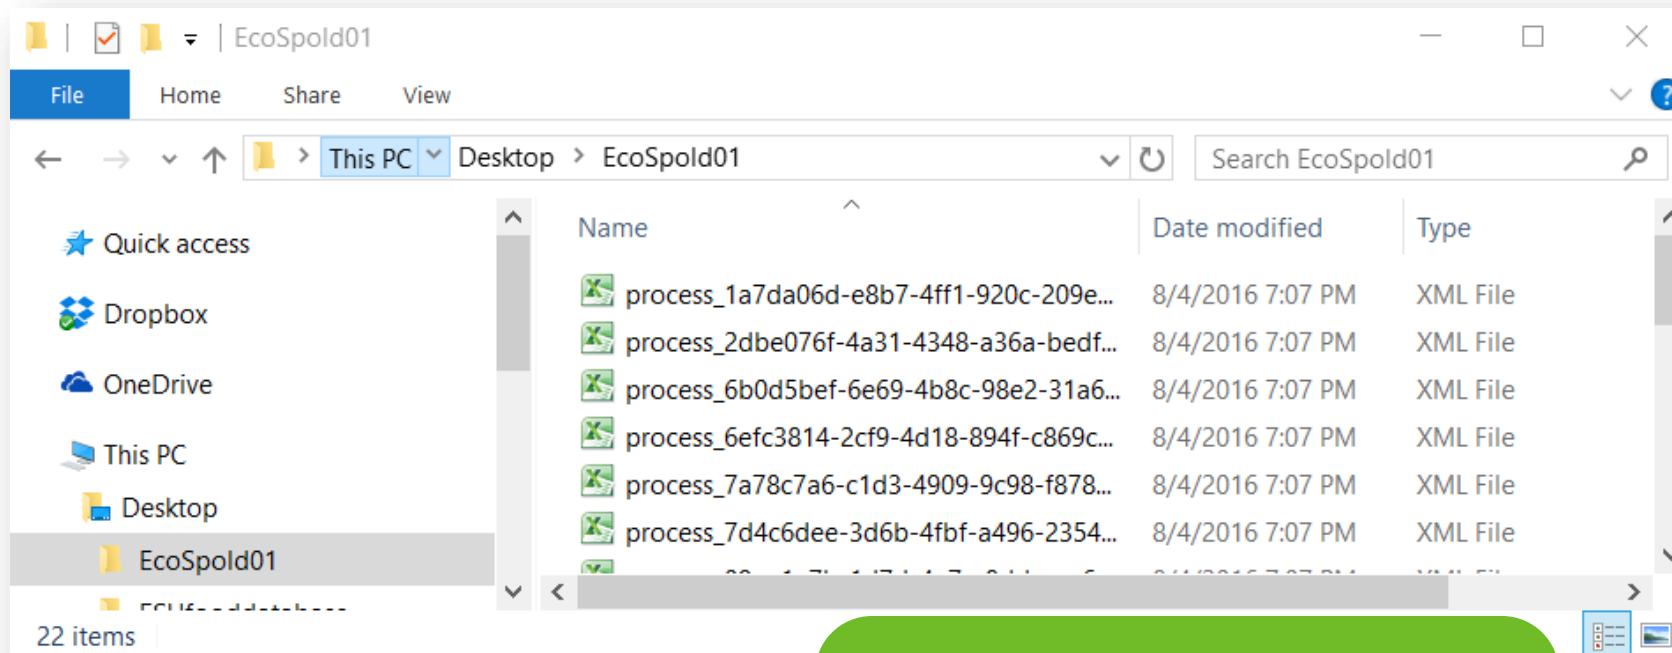 EcoSpold01
File Home Share View
This PC Desktop EcoSpold01 Search EcoSpold01
Name Date modified Type
Quick access
Dropbox
OneDrive
This PC
Desktop
EcoSpold01
process_1a7da06d-e8b7-4ff1-920c-209e... 8/4/2016 7:07 PM XML File
process_2dbe076f-4a31-4348-a36a-bedf... 8/4/2016 7:07 PM XML File
process_6b0d5bef-6e69-4b8c-98e2-31a6... 8/4/2016 7:07 PM XML File
process_6efc3814-2cf9-4d18-894f-c869c... 8/4/2016 7:07 PM XML File
process_7a78c7a6-c1d3-4909-9c98-f878... 8/4/2016 7:07 PM XML File
process_7d4c6dee-3d6b-4fbf-a496-2354... 8/4/2016 7:07 PM XML File
22 items